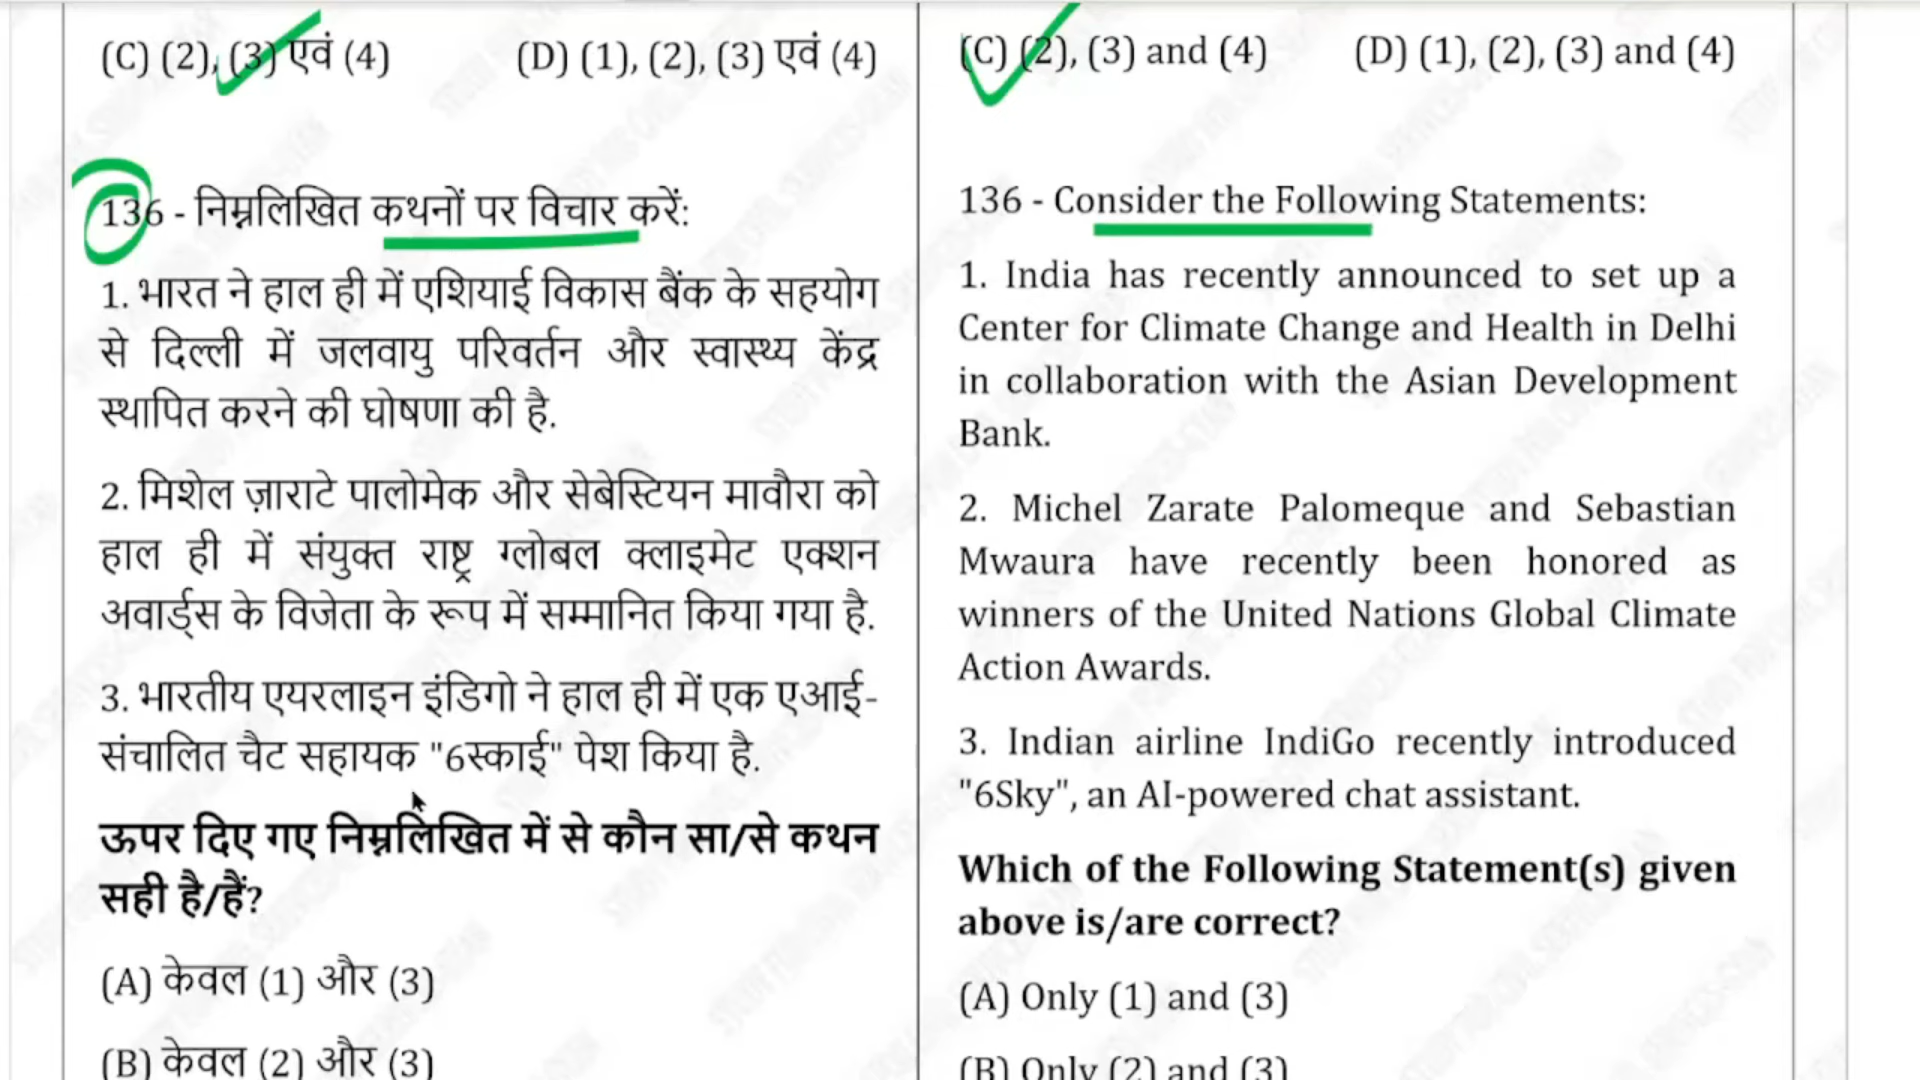 (C) (2), (3) एवं (4) (D) (1), (2), (3) एवं (4)
136 - निम्नलिखित कथनों पर विचार करें:
1. भारत ने हाल ही में एशियाई विकास बैंक के सहयोग
से दिल्ली में जलवायु परिवर्तन और स्वास्थ्य केंद्र
स्थापित करने की घोषणा की है.
2. मिशेल ज़ाराटे पालोमेक और सेबेस्टियन मावौरा को
हाल ही में संयुक्त राष्ट्र ग्लोबल क्लाइमेट एक्शन
अवार्ड्स के विजेता के रूप में सम्मानित किया गया है.
3. भारतीय एयरलाइन इंडिगो ने हाल ही में एक एआई-
संचालित चैट सहायक "6स्काई" पेश किया है.
ऊपर दिए गए निम्नलिखित में से कौन सा/से कथन
सही है/हैं?
(A) केवल (1) और (3)
(B) केवल (2) और (3)
(C) (2), (3) and (4) (D) (1), (2), (3) and (4)
136 - Consider the Following Statements:
1. India has recently announced to set up a
Center for Climate Change and Health in Delhi
in collaboration with the Asian Development
Bank.
2. Michel Zarate Palomeque and Sebastian
Mwaura have recently been honored as
winners of the United Nations Global Climate
Action Awards.
3. Indian airline IndiGo recently introduced
"6Sky", an AI-powered chat assistant.
Which of the Following Statement(s) given
above is/are correct?
(A) Only (1) and (3)
(B) Only (2) and (3)